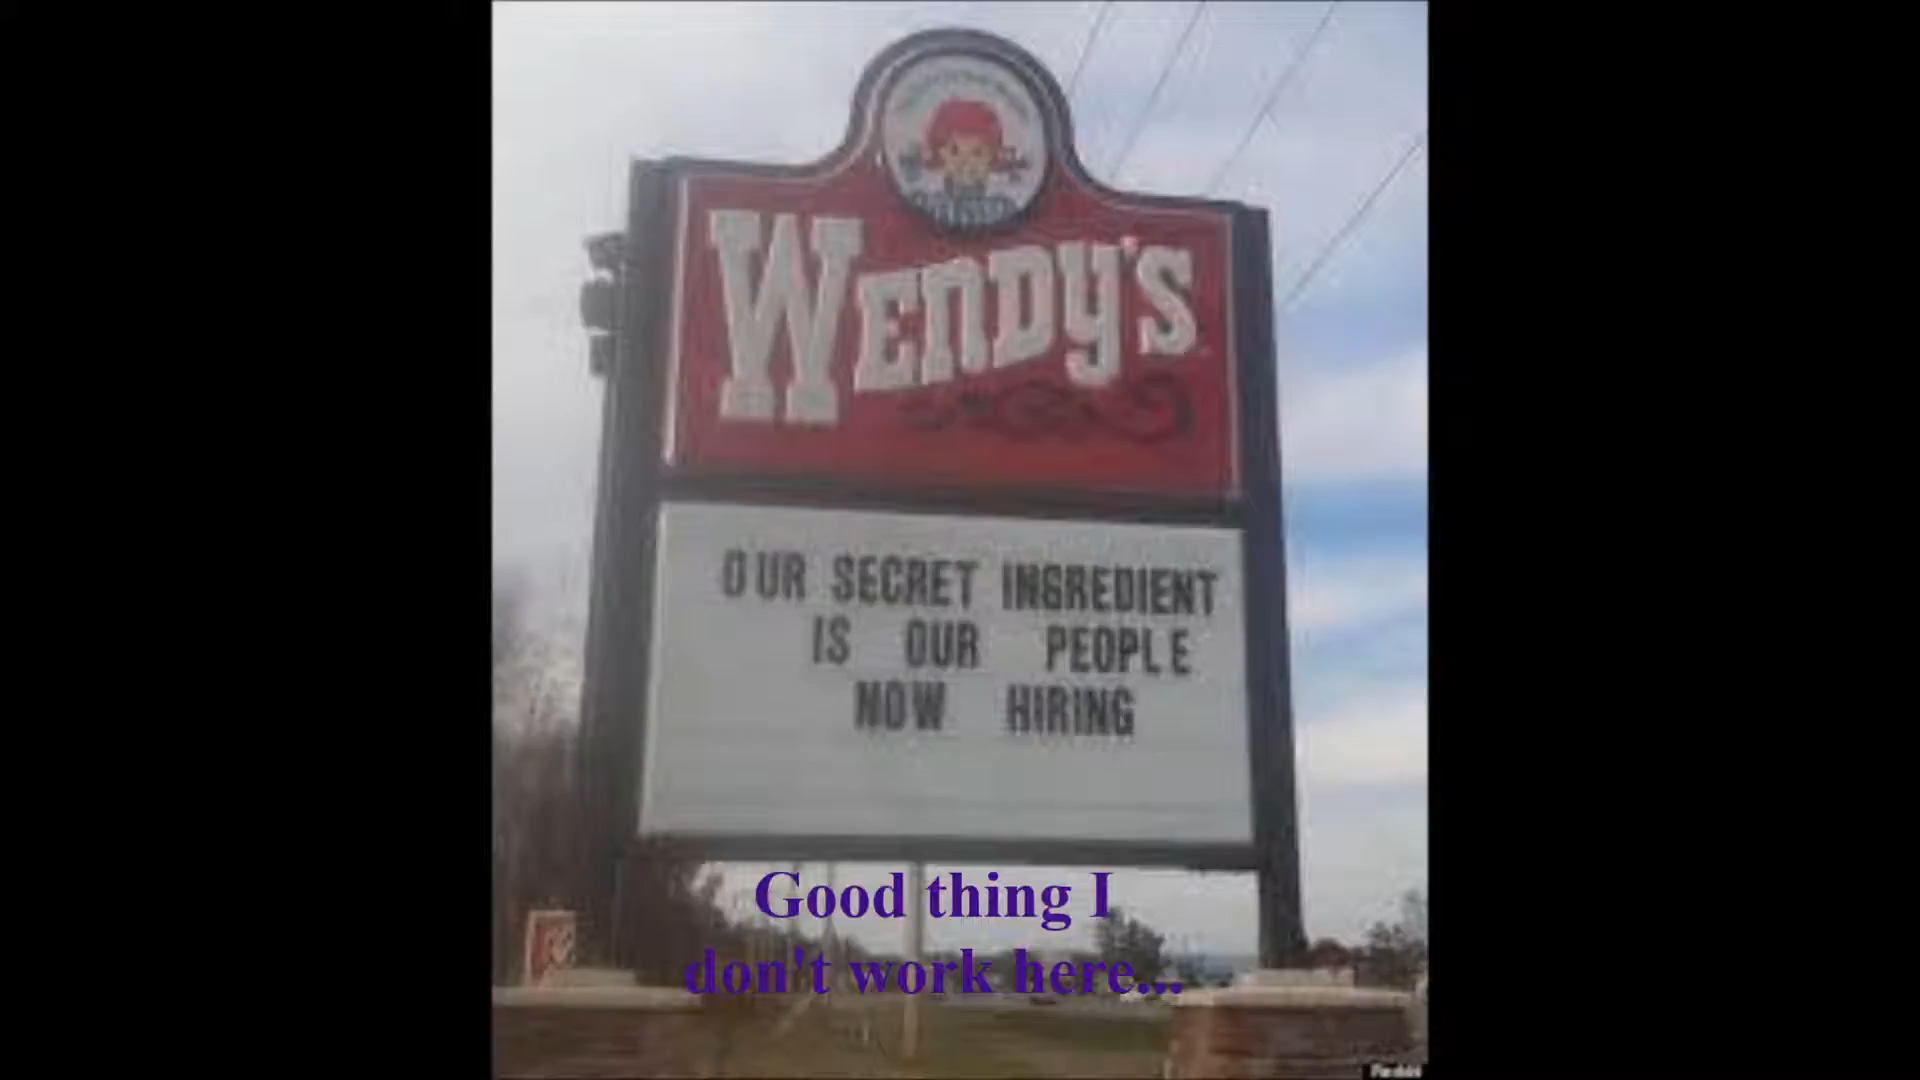 Wendy's
OUR SECRET INGREDIENT
IS OUR PEOPLE
NOW HIRING
Good thing I
don't work here...